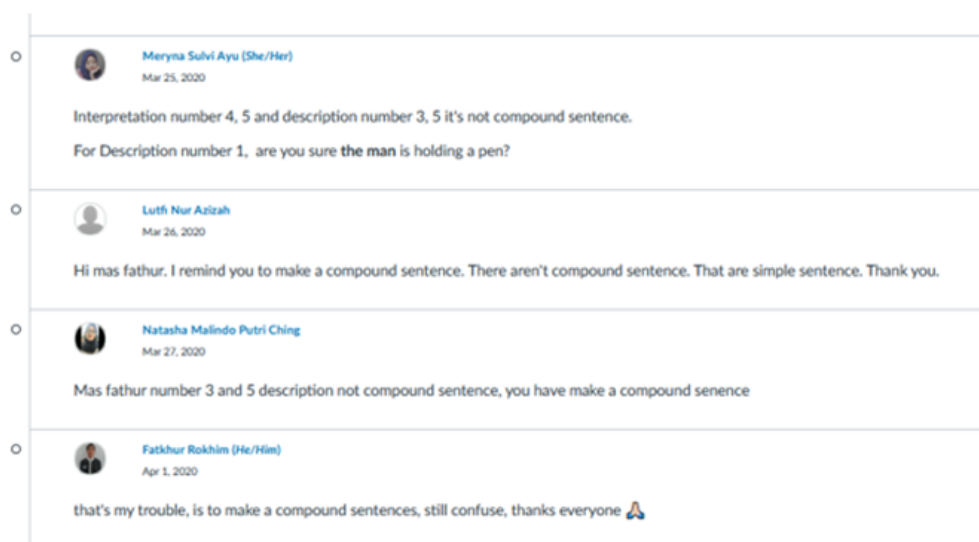 Meryna Sulvi Ayu (She/Her)
Mar 25, 2020
Interpretation number 4, 5 and description number 3, 5 it's not compound sentence.
For Description number 1, are you sure the man is holding a pen?
Lutfi Nur Azizah
Mar 26, 2020
Hi mas fathur. I remind you to make a compound sentence. There aren't compound sentence. That are simple sentence. Thank you.
Natasha Malindo Putri Ching
Mar 27, 2020
Mas fathur number 3 and 5 description not compound sentence, you have make a compound senence
Fatkhur Rokhim (He/Him)
Apr 1, 2020
that's my trouble, is to make a compound sentences, still confuse, thanks everyone 🙏